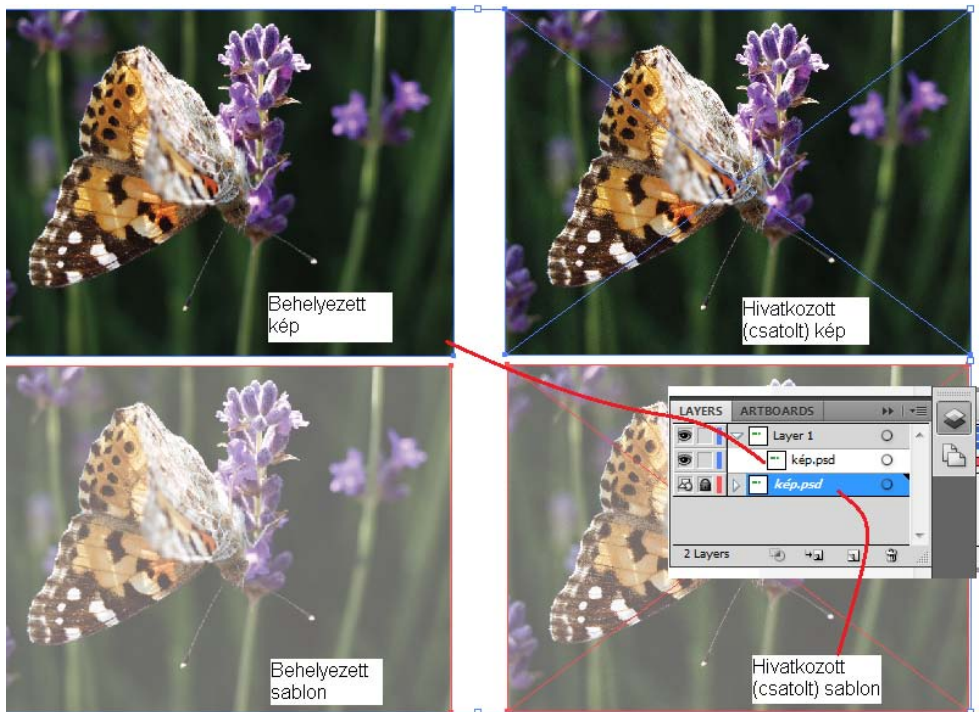 Behelyezett
kép
Hivatkozott
(csatolt) kép
LAYERS ARTBOARDS
Layer 1
kép.psd
kép.psd
2 Layers
Behelyezett
sablon
Hivatkozott
(csatolt) sablon